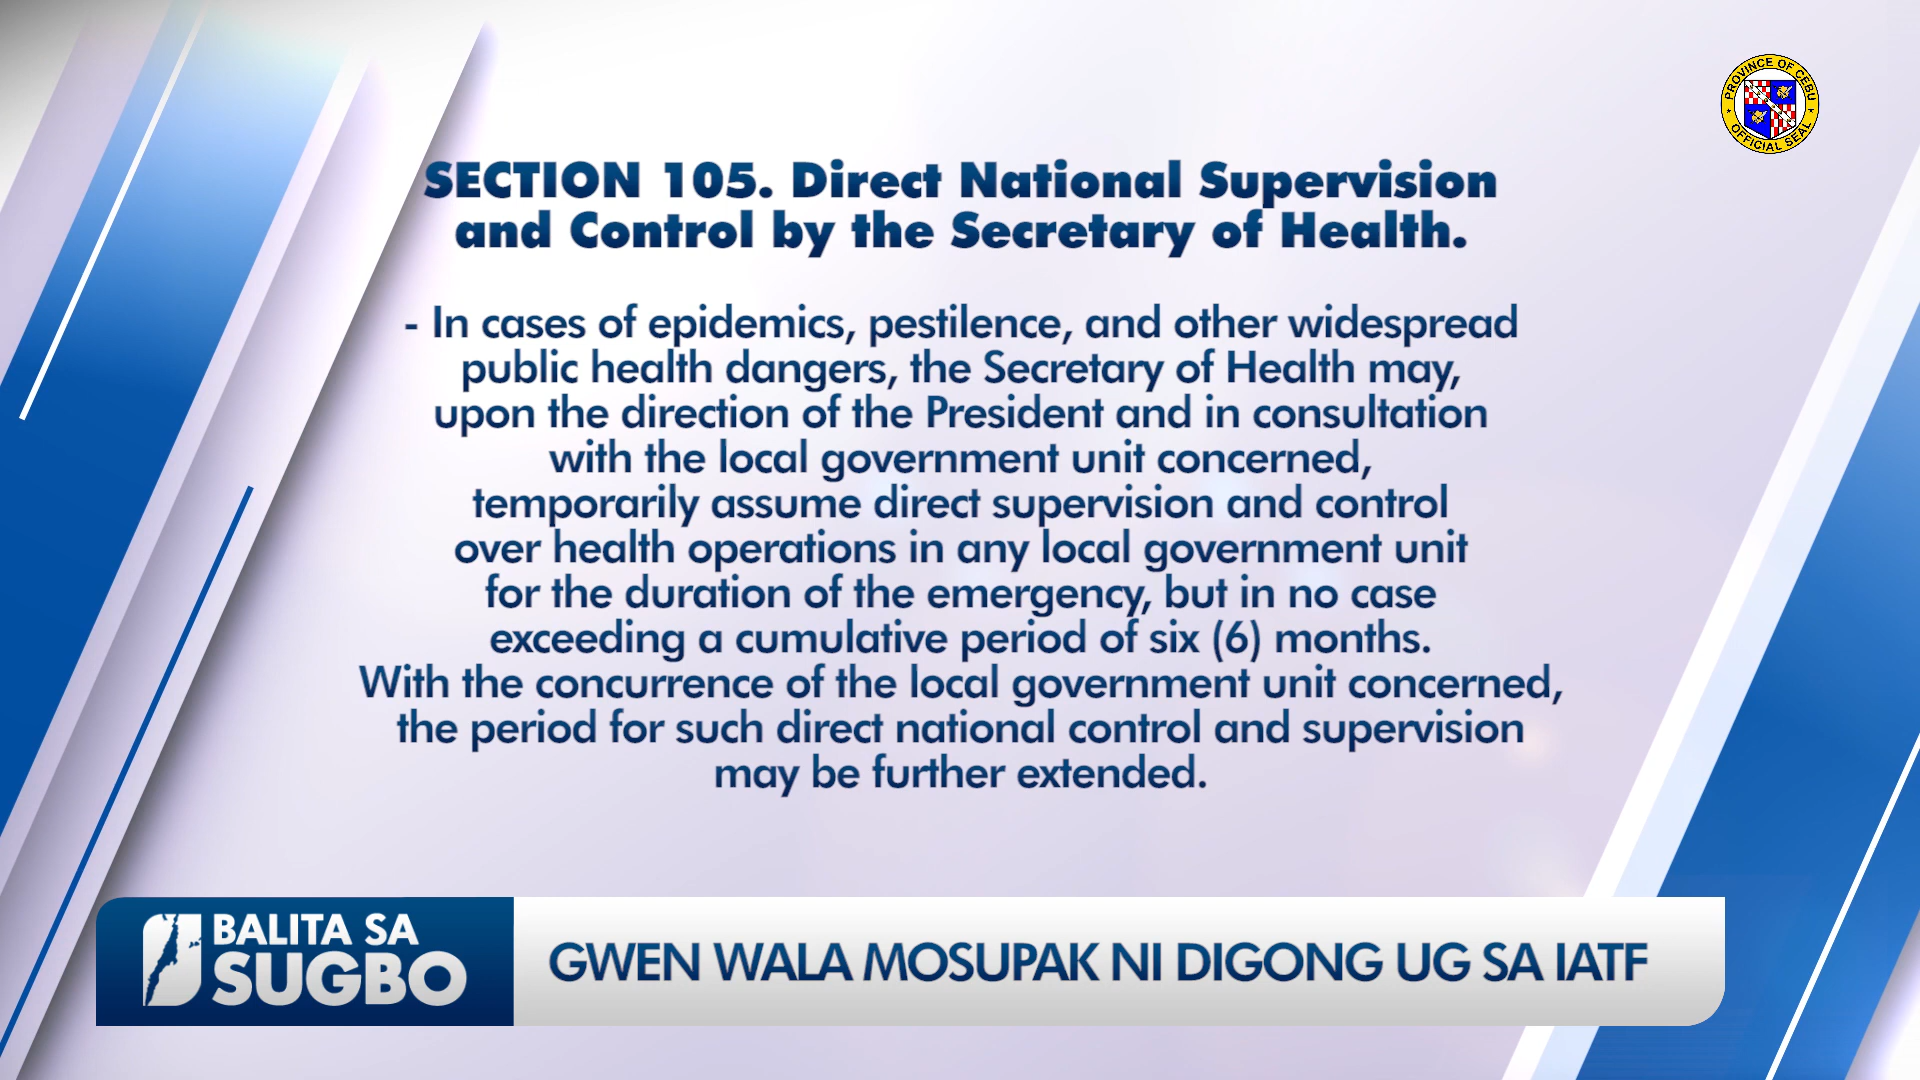 PROVINCE OF CEBU
OFFICIAL SEAL
SECTION 105. Direct National Supervision
and Control by the Secretary of Health.
- In cases of epidemics, pestilence, and other widespread
public health dangers, the Secretary of Health may,
upon the direction of the President and in consultation
with the local government unit concerned,
temporarily assume direct supervision and control
over health operations in any local government unit
for the duration of the emergency, but in no case
exceeding a cumulative period of six (6) months.
With the concurrence of the local government unit concerned,
the period for such direct national control and supervision
may be further extended.
BALITA SA
SUGBO
GWEN WALA MOSUPAK NI DIGONG UG SA IATF